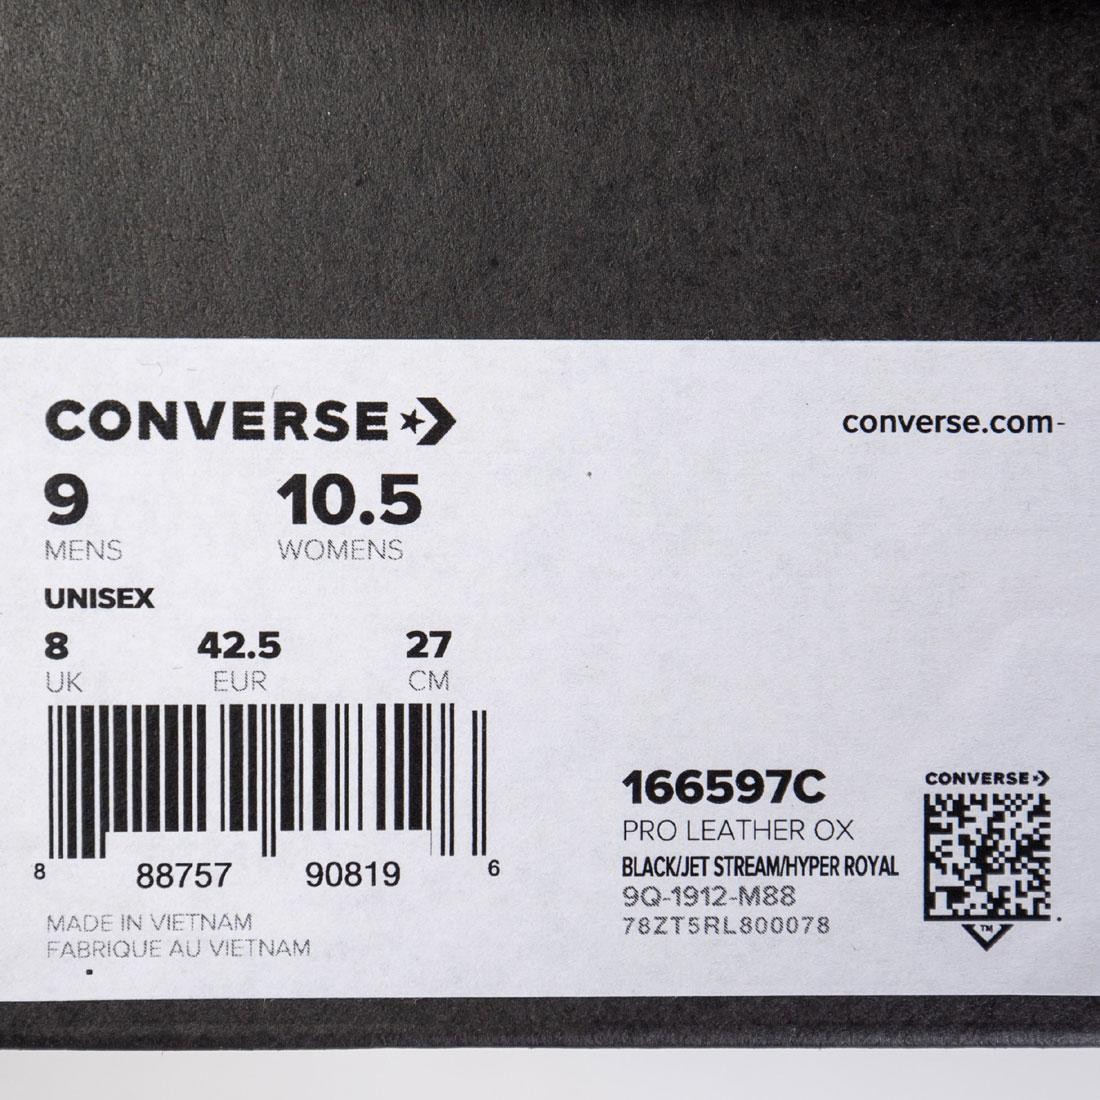 CONVERSE
converse.com-
9 10.5
MENS WOMENS
UNISEX
8 42.5 27
UK EUR CM
8 88757 90819 6
MADE IN VIETNAM
FABRIQUE AU VIETNAM
166597C
PRO LEATHER OX
BLACK/JET STREAM/HYPER ROYAL
9Q-1912-M88
78ZT5RL800078
CONVERSE
TM